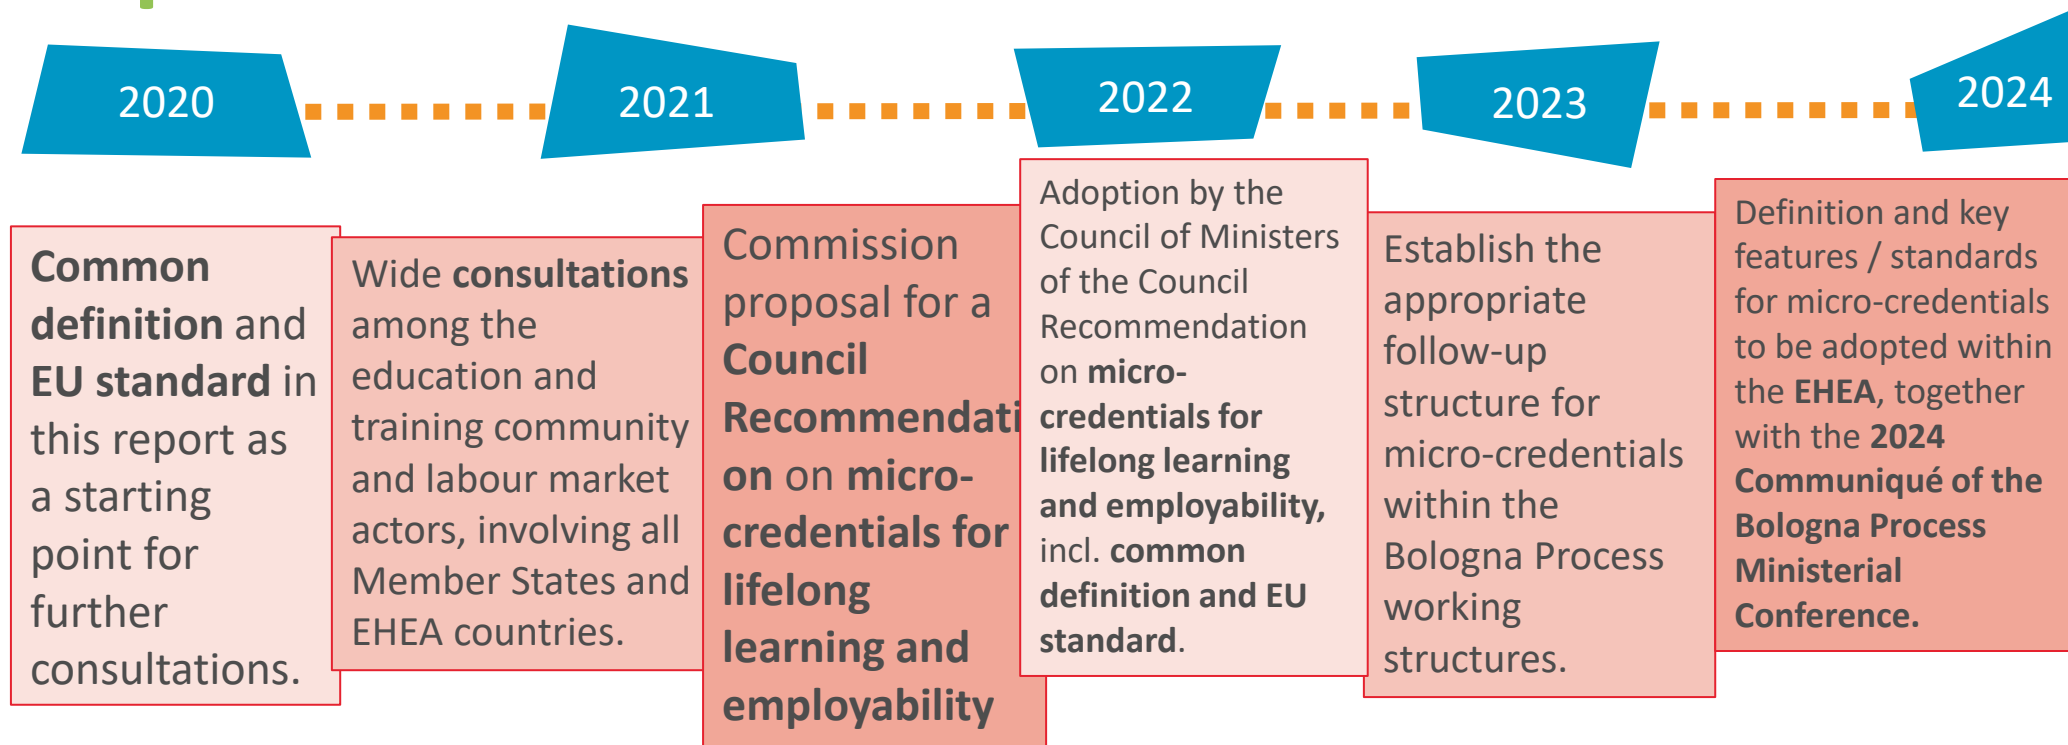 2020
2021
2022
2023
2024
Common
definition and
EU standard in
this report as
a starting
point for
further
consultations.
Wide consultations
among the
education and
training community
and labour market
actors, involving all
Member States and
EHEA countries.
Commission
proposal for a
Council
Recommendati
on on micro-
credentials for
lifelong
learning and
employability
Adoption by the
Council of Ministers
of the Council
Recommendation
on micro-
credentials for
lifelong learning
and employability,
incl. common
definition and EU
standard.
Establish the
appropriate
follow-up
structure for
micro-credentials
within the
Bologna Process
working
structures.
Definition and key
features / standards
for micro-credentials
to be adopted within
the EHEA, together
with the 2024
Communiqué of the
Bologna Process
Ministerial
Conference.